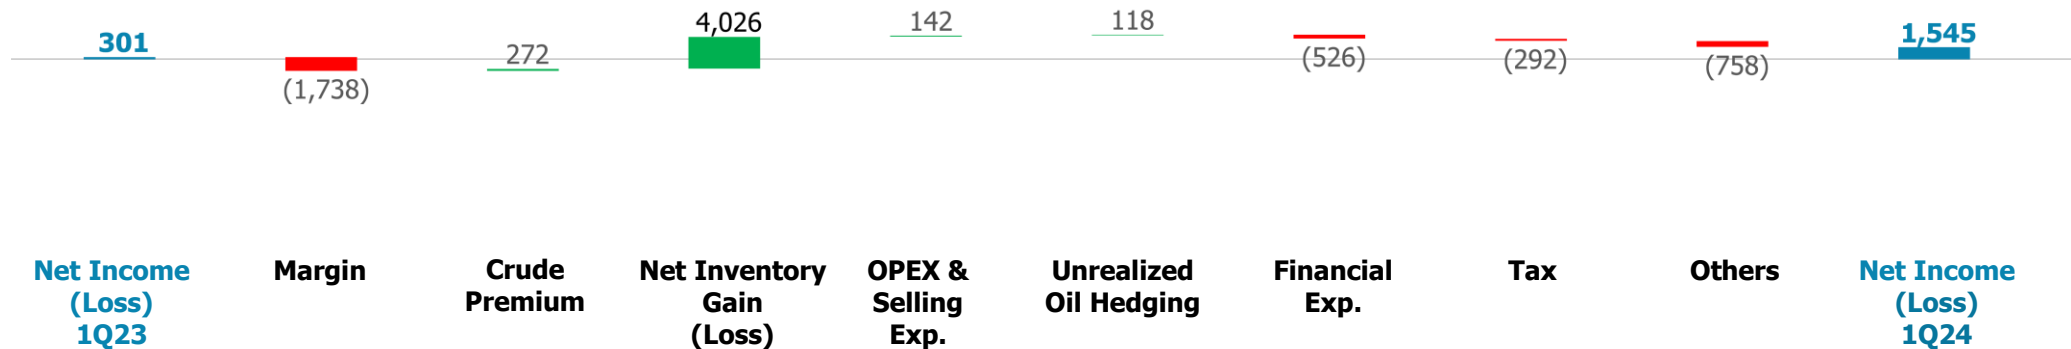 301
(1,738)
272
4,026
142
118
(526)
(292)
(758)
1,545
Net Income
(Loss)
1Q23
Margin
Crude
Premium
Net Inventory
Gain
(Loss)
OPEX &
Selling
Exp.
Unrealized
Oil Hedging
Financial
Exp.
Tax
Others
Net Income
(Loss)
1Q24